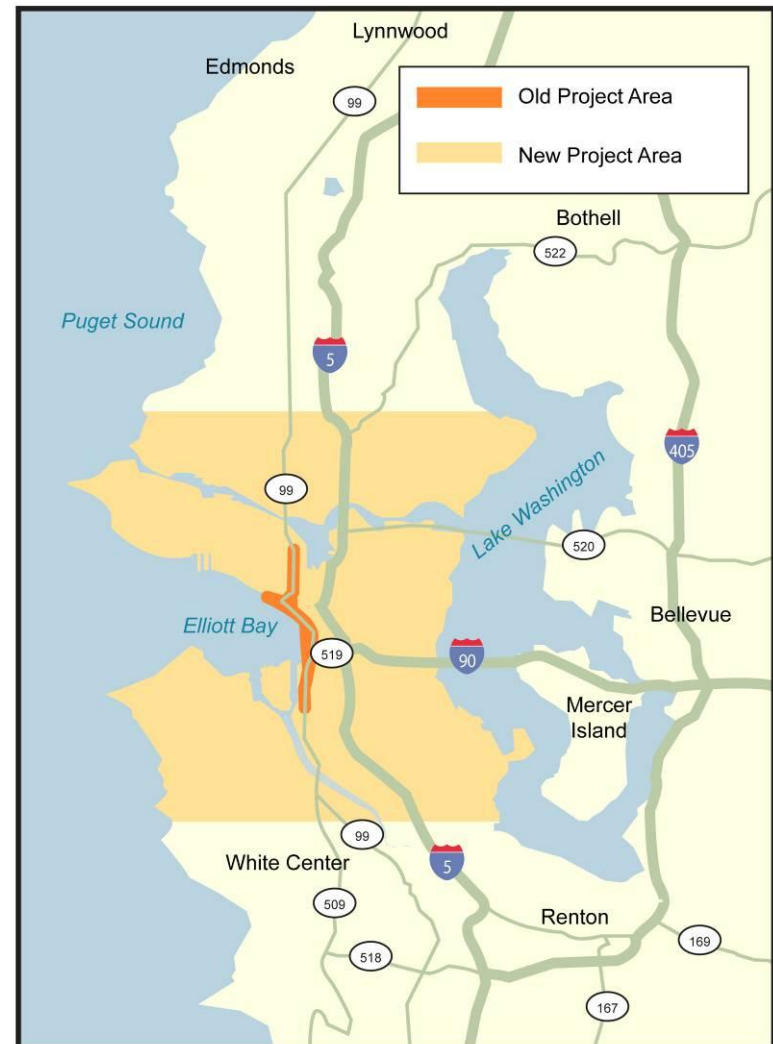 Lynnwood
Edmonds
99
Old Project Area
New Project Area
Bothell
522
Puget Sound
5
405
99
Lake Washington
520
Bellevue
Elliott Bay
519
90
Mercer
Island
99
White Center
5
509
Renton
169
518
167